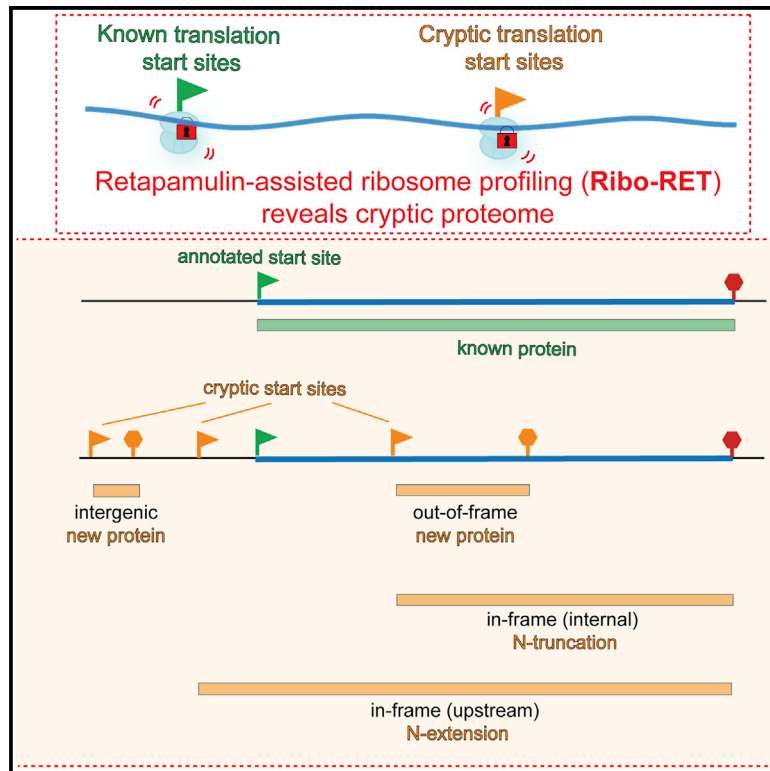 Known translation
start sites
Cryptic translation
start sites
Retapamulin-assisted ribosome profiling (Ribo-RET)
reveals cryptic proteome
annotated start site
known protein
cryptic start sites
intergenic
new protein
out-of-frame
new protein
in-frame (internal)
N-truncation
in-frame (upstream)
N-extension